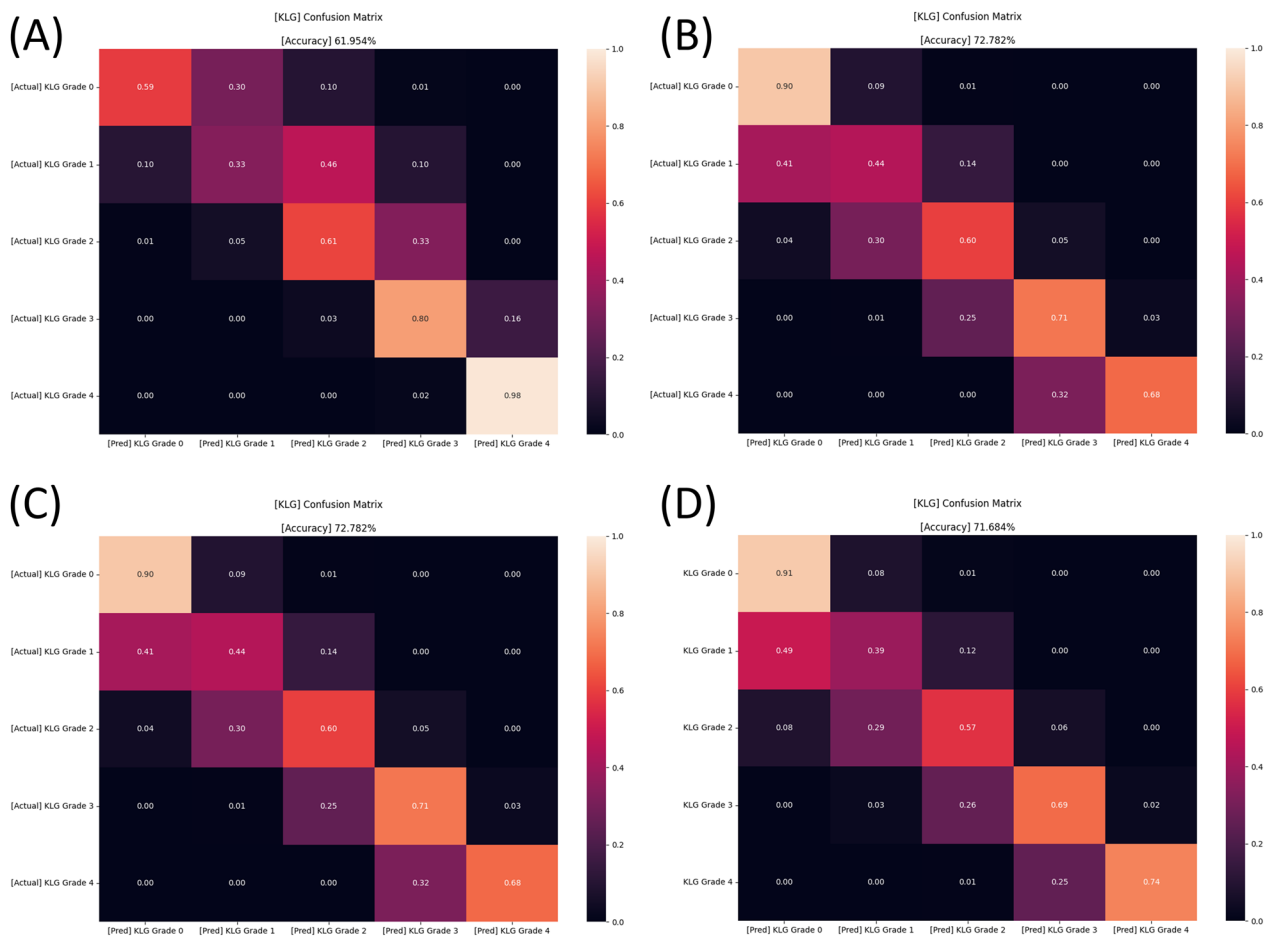 (A)
[KLG] Confusion Matrix
[Accuracy] 61.954%
[Actual] KLG Grade 0 0.59 0.30 0.10 0.01 0.00
[Actual] KLG Grade 1 0.10 0.33 0.46 0.10 0.00
[Actual] KLG Grade 2 0.01 0.05 0.61 0.33 0.00
[Actual] KLG Grade 3 0.00 0.00 0.03 0.80 0.16
[Actual] KLG Grade 4 0.00 0.00 0.00 0.02 0.98
[Pred] KLG Grade 0 [Pred] KLG Grade 1 [Pred] KLG Grade 2 [Pred] KLG Grade 3 [Pred] KLG Grade 4
1.0
0.8
0.6
0.4
0.2
0.0
(B)
[KLG] Confusion Matrix
[Accuracy] 72.782%
[Actual] KLG Grade 0 0.90 0.09 0.01 0.00 0.00
[Actual] KLG Grade 1 0.41 0.44 0.14 0.00 0.00
[Actual] KLG Grade 2 0.04 0.30 0.60 0.05 0.00
[Actual] KLG Grade 3 0.00 0.01 0.25 0.71 0.03
[Actual] KLG Grade 4 0.00 0.00 0.00 0.32 0.68
[Pred] KLG Grade 0 [Pred] KLG Grade 1 [Pred] KLG Grade 2 [Pred] KLG Grade 3 [Pred] KLG Grade 4
1.0
0.8
0.6
0.4
0.2
0.0
(C)
[KLG] Confusion Matrix
[Accuracy] 72.782%
[Actual] KLG Grade 0 0.90 0.09 0.01 0.00 0.00
[Actual] KLG Grade 1 0.41 0.44 0.14 0.00 0.00
[Actual] KLG Grade 2 0.04 0.30 0.60 0.05 0.00
[Actual] KLG Grade 3 0.00 0.01 0.25 0.71 0.03
[Actual] KLG Grade 4 0.00 0.00 0.00 0.32 0.68
[Pred] KLG Grade 0 [Pred] KLG Grade 1 [Pred] KLG Grade 2 [Pred] KLG Grade 3 [Pred] KLG Grade 4
1.0
0.8
0.6
0.4
0.2
0.0
(D)
[KLG] Confusion Matrix
[Accuracy] 71.684%
KLG Grade 0 0.91 0.08 0.01 0.00 0.00
KLG Grade 1 0.49 0.39 0.12 0.00 0.00
KLG Grade 2 0.08 0.29 0.57 0.06 0.00
KLG Grade 3 0.00 0.03 0.26 0.69 0.02
KLG Grade 4 0.00 0.00 0.01 0.25 0.74
[Pred] KLG Grade 0 [Pred] KLG Grade 1 [Pred] KLG Grade 2 [Pred] KLG Grade 3 [Pred] KLG Grade 4
1.0
0.8
0.6
0.4
0.2
0.0